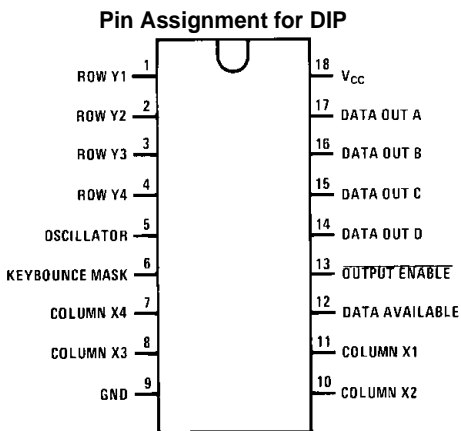 Pin Assignment for DIP
ROW Y1 1
18 VCC
ROW Y2 2
17 DATA OUT A
ROW Y3 3
16 DATA OUT B
ROW Y4 4
15 DATA OUT C
OSCILLATOR 5
14 DATA OUT D
KEYBOUNCE MASK 6
13 OUTPUT ENABLE
COLUMN X4 7
12 DATA AVAILABLE
COLUMN X3 8
11 COLUMN X1
GND 9
10 COLUMN X2